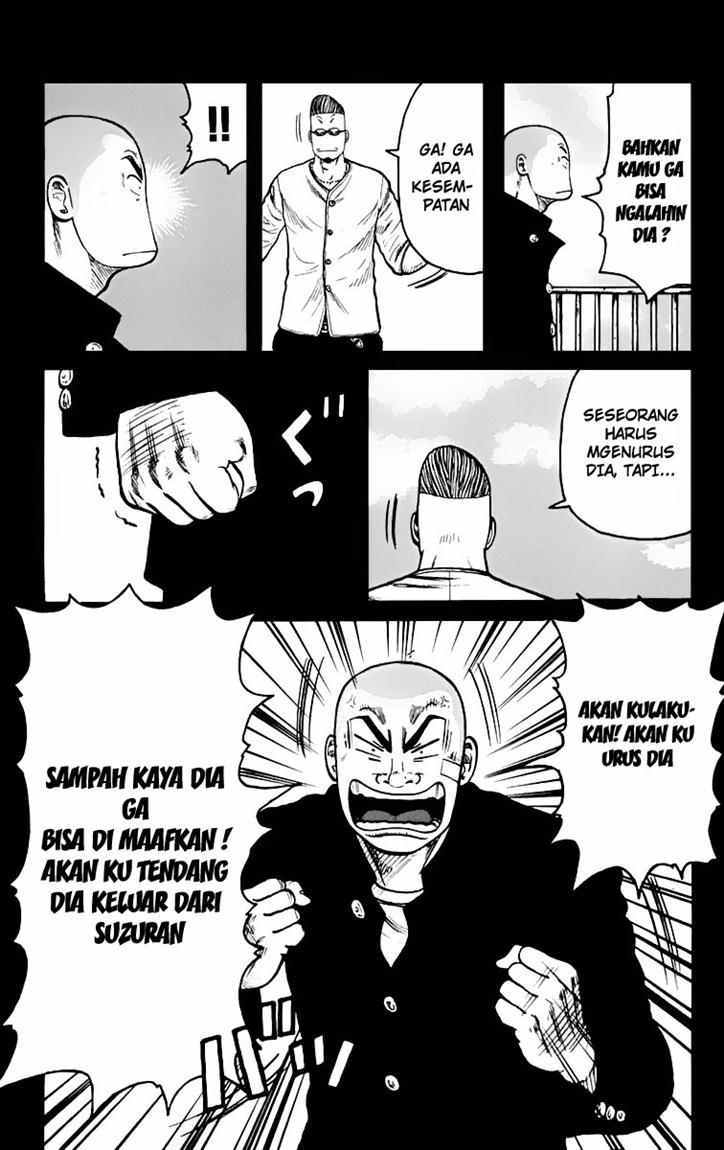 BAHKAN
KAMU GA
BISA
NGALAHIN
DIA ?
GA! GA
ADA
KESEM-
PATAN
!!
SESEORANG
HARUS
MGENURUS
DIA, TAPI...
ぐっ
AKAN KULAKU-
KAN! AKAN KU
URUS DIA
SAMPAH KAYA DIA
GA
BISA DI MAAFKAN !
AKAN KU TENDANG
DIA KELUAR DARI
SUZURAN